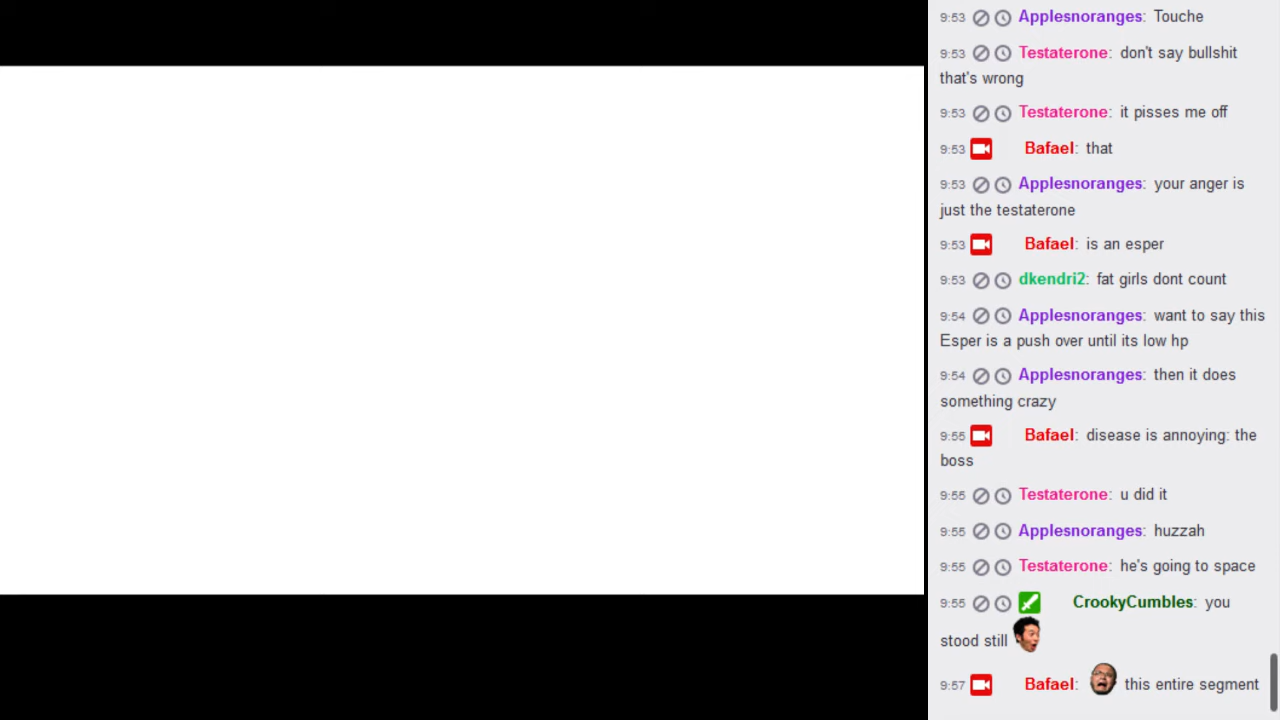 9:53 Applesnoranges: Touche
9:53 Testaterone: don't say bullshit
that's wrong
9:53 Testaterone: it pisses me off
9:53 Bafael: that
9:53 Applesnoranges: your anger is
just the testaterone
9:53 Bafael: is an esper
9:53 dkendri2: fat girls dont count
9:54 Applesnoranges: want to say this
Esper is a push over until its low hp
9:54 Applesnoranges: then it does
something crazy
9:55 Bafael: disease is annoying: the
boss
9:55 Testaterone: u did it
9:55 Applesnoranges: huzzah
9:55 Testaterone: he's going to space
9:55 CrookyCumbles: you
stood still
9:57 Bafael: this entire segment